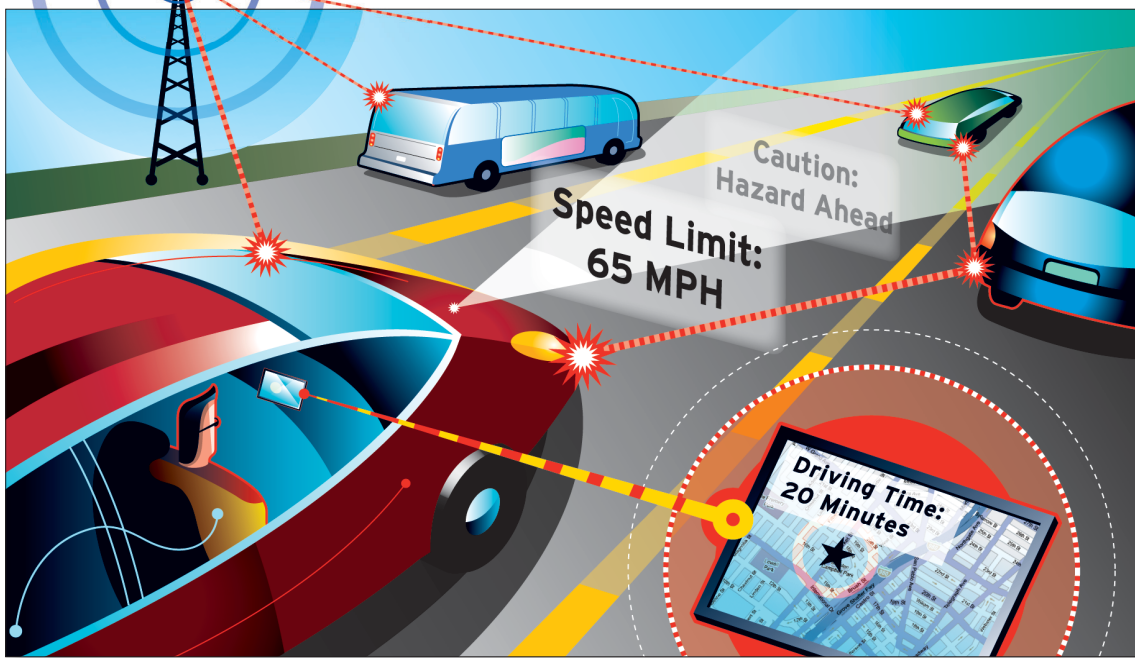 Caution:
Hazard Ahead
Speed Limit:
65 MPH
Driving Time:
20 Minutes